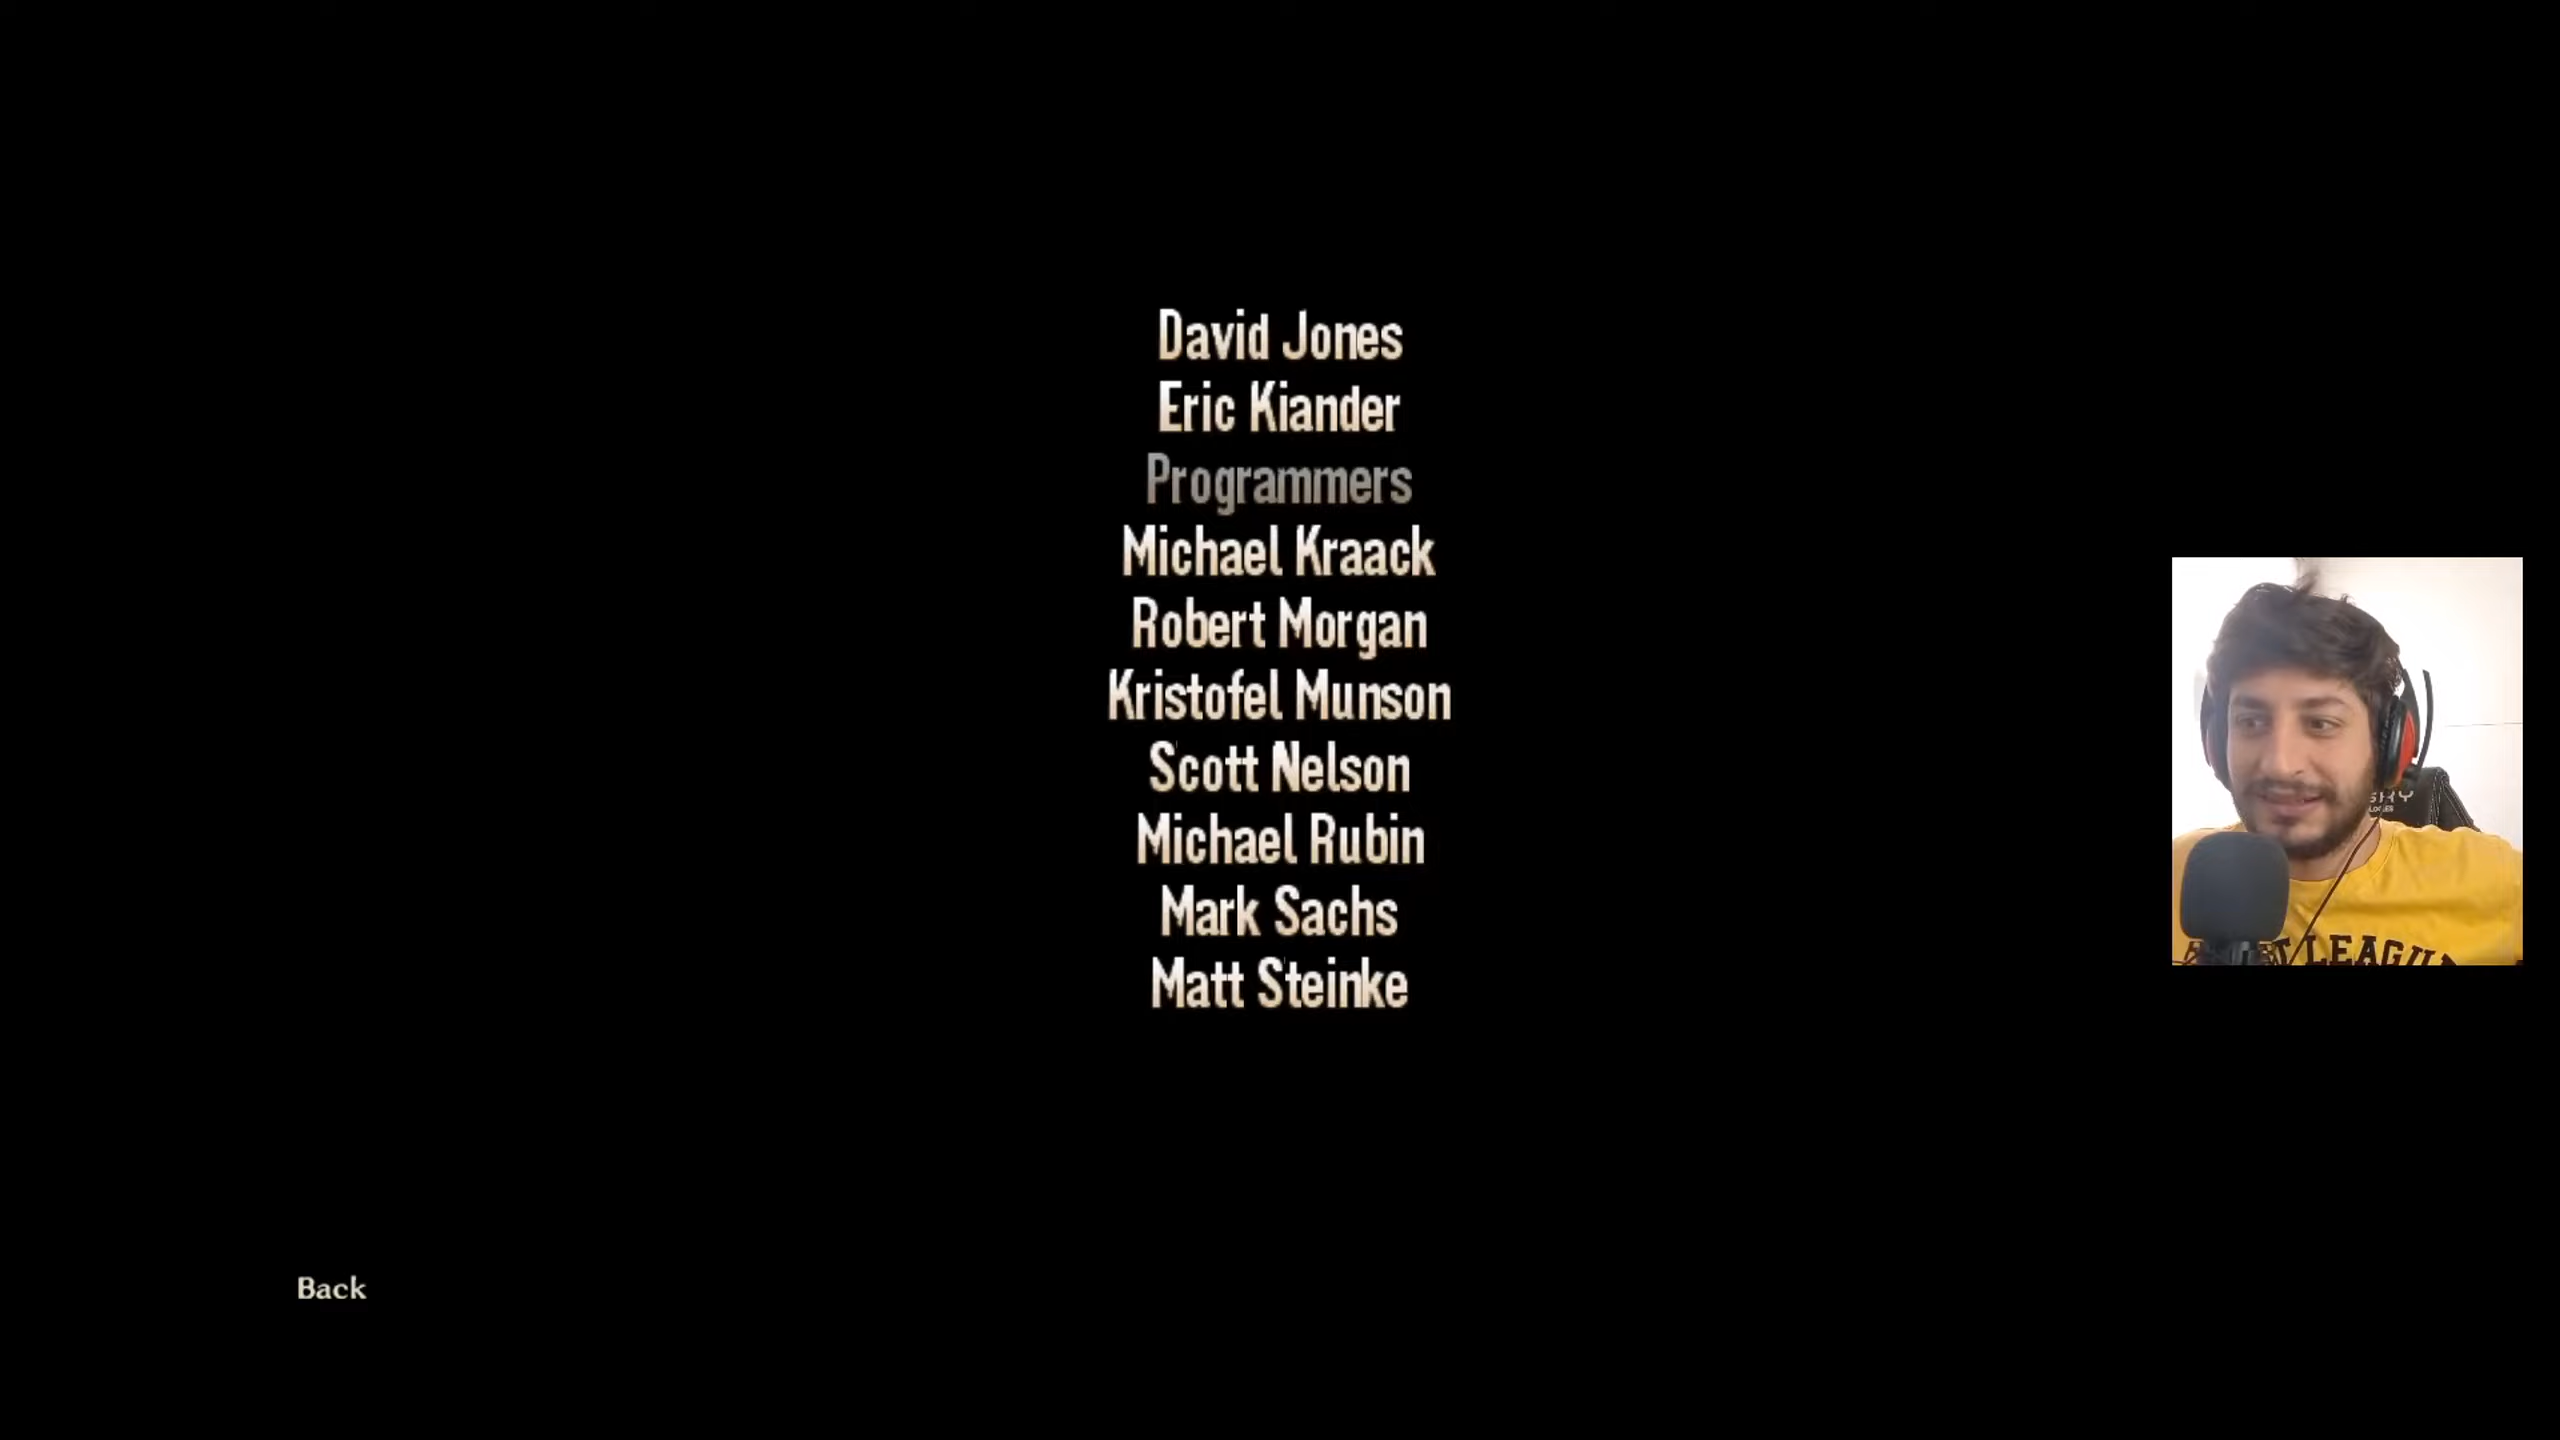 David Jones
Eric Kiander
Programmers
Michael Kraack
Robert Morgan
Kristofel Munson
Scott Nelson
Michael Rubin
Mark Sachs
Matt Steinke
LEAGU
Back